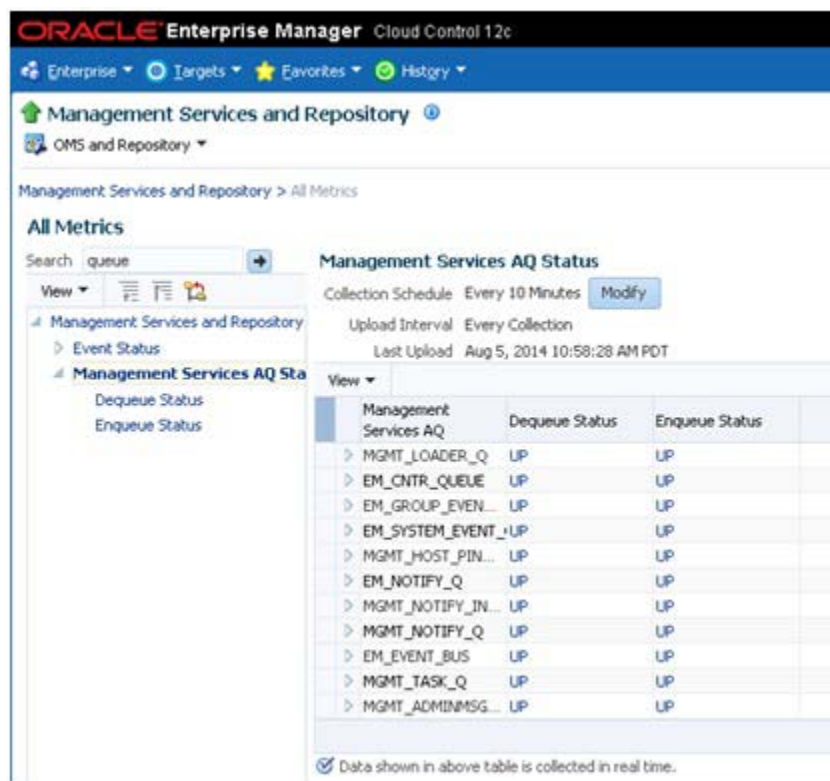 ORACLE Enterprise Manager Cloud Control 12c
Enterprise Targets Favorites History
Management Services and Repository
OMS and Repository
Management Services and Repository > All Metrics
All Metrics
Search queue
View
Management Services and Repository
Event Status
Management Services AQ Sta
Dequeue Status
Enqueue Status
Management Services AQ Status
Collection Schedule Every 10 Minutes Modify
Upload Interval Every Collection
Last Upload Aug 5, 2014 10:58:28 AM PDT
View
Management Services AQ Dequeue Status Enqueue Status
MGMT_LOADER_Q UP UP
EM_CNTR_QUEUE UP UP
EM_GROUP_EVEN... UP UP
EM_SYSTEM_EVENT_ UP UP
MGMT_HOST_PIN... UP UP
EM_NOTIFY_Q UP UP
MGMT_NOTIFY_IN... UP UP
MGMT_NOTIFY_Q UP UP
EM_EVENT_BUS UP UP
MGMT_TASK_Q UP UP
MGMT_ADMINMSG... UP UP
Data shown in above table is collected in real time.